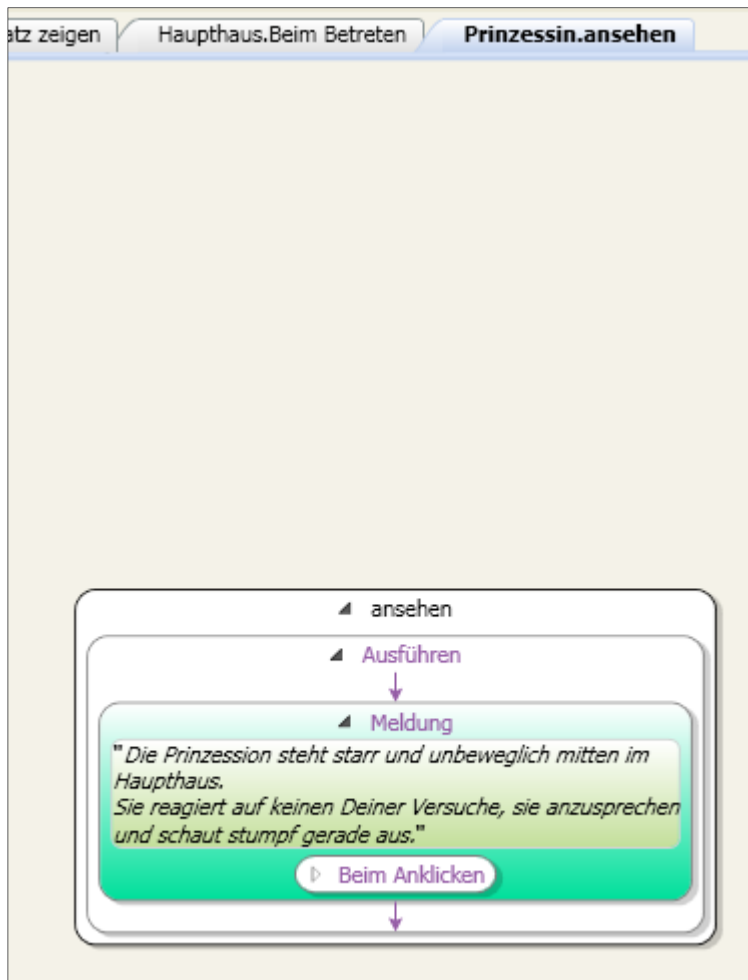 atz zeigen
Haupthaus.Beim Betreten
Prinzessin.ansehen
ansehen
Ausführen
Meldung
"Die Prinzession steht starr und unbeweglich mitten im
Haupthaus.
Sie reagiert auf keinen Deiner Versuche, sie anzusprechen
und schaut stumpf gerade aus."
Beim Anklicken